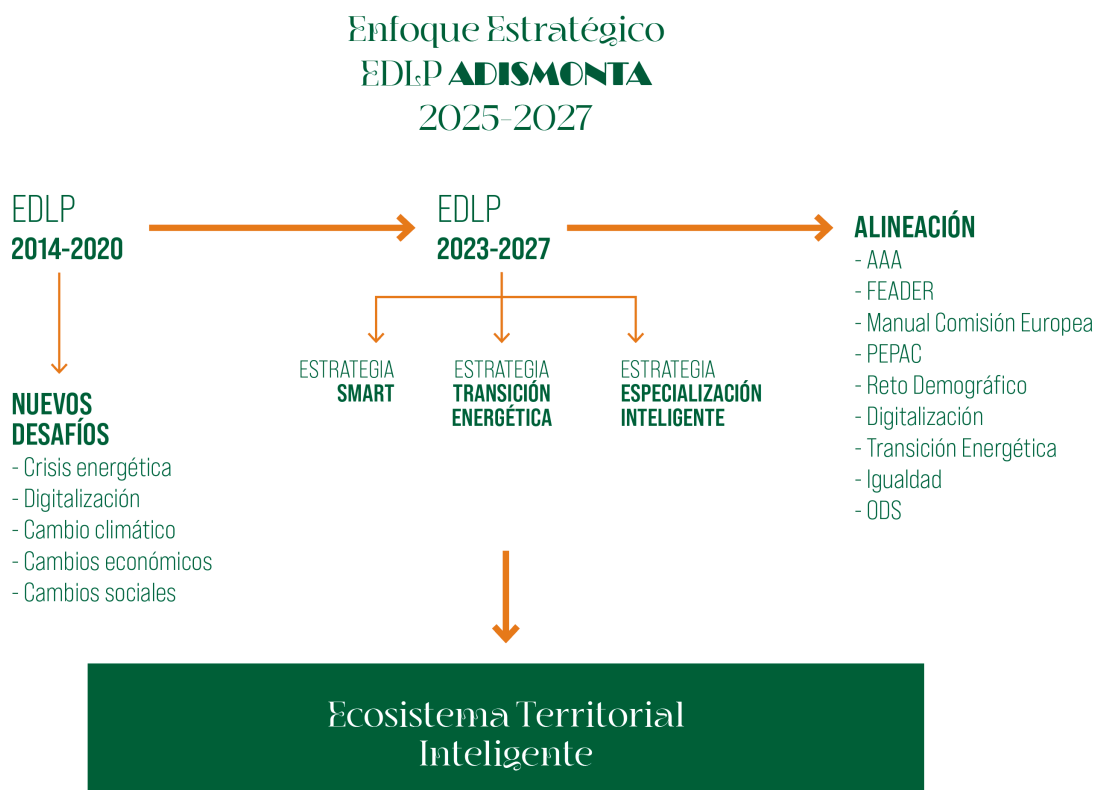 Enfoque Estratégico
EDLP ADISMONTA
2025-2027
EDLP
2014-2020
NUEVOS
DESAFÍOS
- Crisis energética
- Digitalización
- Cambio climático
- Cambios económicos
- Cambios sociales
EDLP
2023-2027
ESTRATEGIA
SMART
ESTRATEGIA
TRANSICIÓN
ENERGÉTICA
ESTRATEGIA
ESPECIALIZACIÓN
INTELIGENTE
ALINEACIÓN
- AAA
- FEADER
- Manual Comisión Europea
- PEPAC
- Reto Demográfico
- Digitalización
- Transición Energética
- Igualdad
- ODS
Ecosistema Territorial
Inteligente